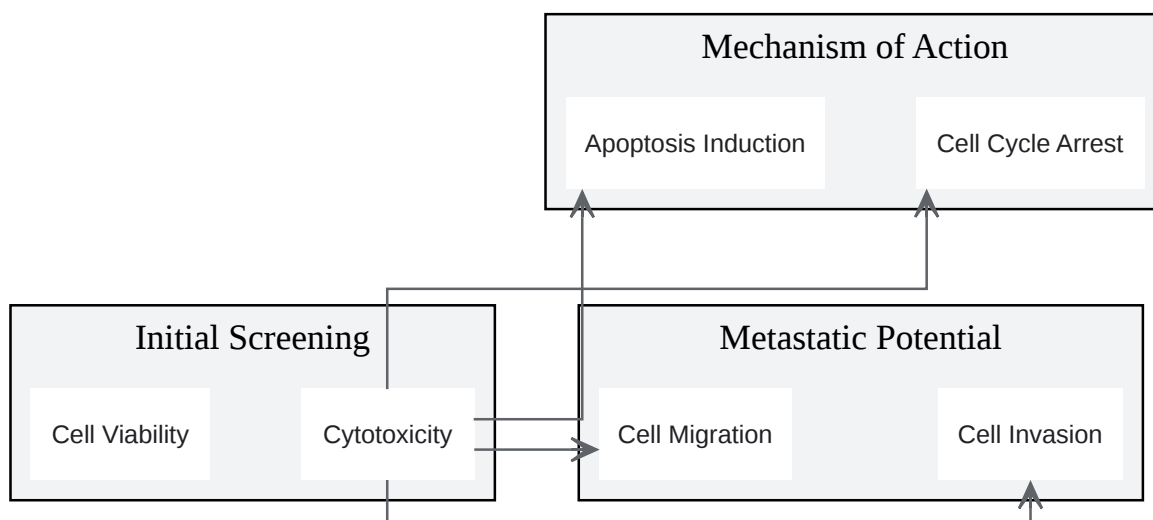 Mechanism of Action
Apoptosis Induction
Cell Cycle Arrest
Initial Screening
Cell Viability
Cytotoxicity
Metastatic Potential
Cell Migration
Cell Invasion